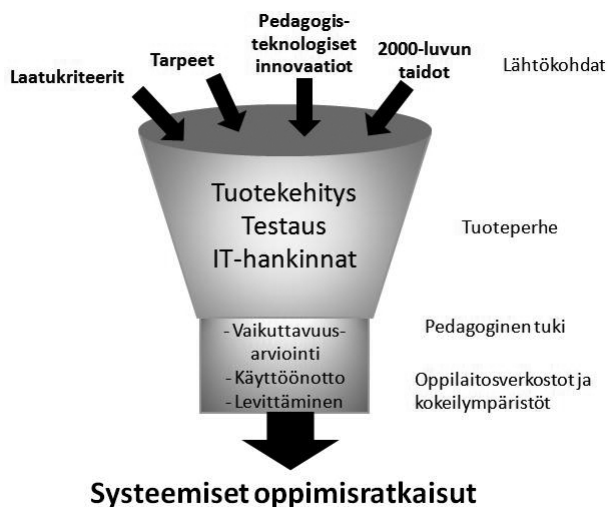 Pedagogis-
teknologiset
innovaatiot
Tarpeet
2000-luvun
taidot
Laatukriteerit
Lähtökohdat
Tuotekehitys
Testaus
IT-hankinnat
Tuoteperhe
- Vaikuttavuus-
arviointi
- Käyttöönotto
- Levittäminen
Pedagoginen tuki
Oppilaitosverkostot ja
kokeilympäristöt
Systeemiset oppimisratkaisut